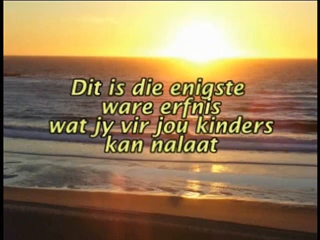 Dit is die enigste
ware erfnis
wat jy vir jou kinders
kan nalaat